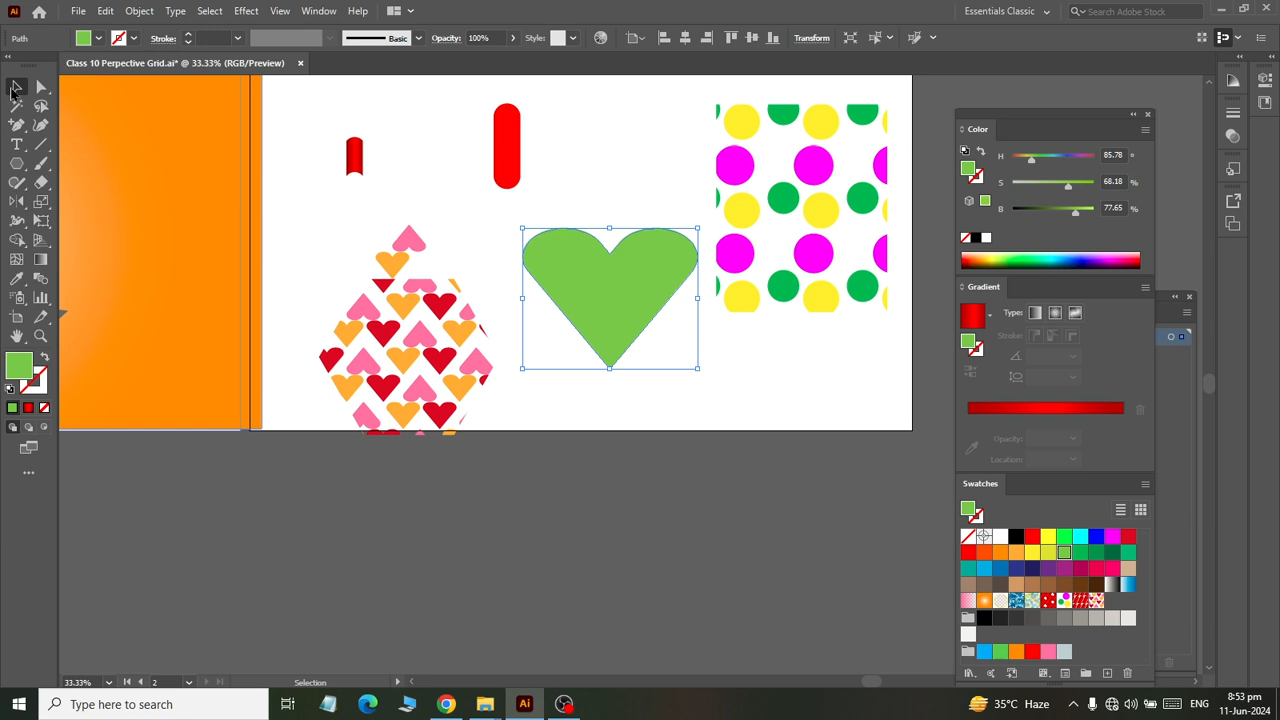 Ai File Edit Object Type Select Effect View Window Help Essentials Classic Search Adobe Stock
Path Stroke: Basic Opacity: 100% Style: Transform
Class 10 Perpective Grid.ai* @ 33.33% (RGB/Preview)
Color
H 85.78 °
S 68.18 %
B 77.65 %
Gradient
Type:
Stroke:
Opacity:
Location:
Swatches
33.33% 2 Selection
Type here to search
Ai
35°C Haze
ENG
8:53 pm
11-Jun-2024